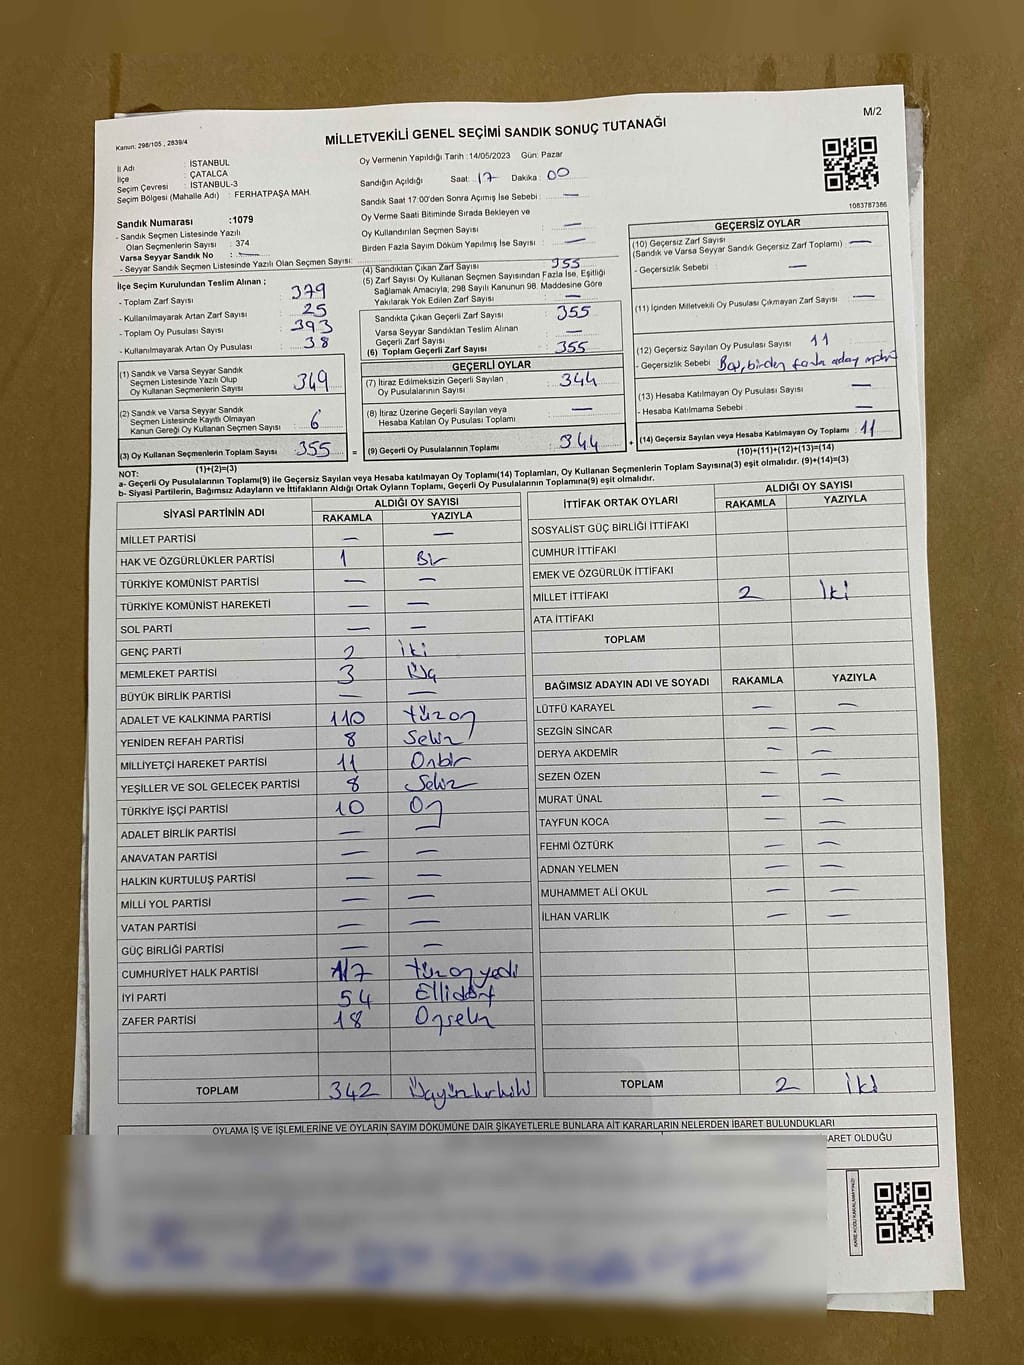 M/2
Kanun: 298/105 , 2839/4
MİLLETVEKİLİ GENEL SEÇİMİ SANDIK SONUÇ TUTANAĞI
İl Adı : İSTANBUL
İlçe : ÇATALCA
Seçim Çevresi : İSTANBUL-3
Seçim Bölgesi (Mahalle Adı) : FERHATPAŞA MAH.
Sandık Numarası :1079
- Sandık Seçmen Listesinde Yazılı
Olan Seçmenlerin Sayısı : 374
Varsa Seyyar Sandık No : —
- Seyyar Sandık Seçmen Listesinde Yazılı Olan Seçmen Sayısı:
Oy Vermenin Yapıldığı Tarih :14/05/2023 Gün: Pazar
Sandığın Açıldığı Saat: 17 Dakika : 00
Sandık Saat 17:00'den Sonra Açımış İse Sebebi : —
Oy Verme Saati Bitiminde Sırada Bekleyen ve
Oy Kullandırılan Seçmen Sayısı : —
Birden Fazla Sayım Döküm Yapılmış İse Sayısı : —
1083787386
İlçe Seçim Kurulundan Teslim Alınan ;
- Toplam Zarf Sayısı : 379
- Kullanılmayarak Artan Zarf Sayısı : 25
- Toplam Oy Pusulası Sayısı : 393
- Kullanılmayarak Artan Oy Pusulası : 38
(1) Sandık ve Varsa Seyyar Sandık
Seçmen Listesinde Yazılı Olup
Oy Kullanan Seçmenlerin Sayısı : 349
(2) Sandık ve Varsa Seyyar Sandık
Seçmen Listesinde Kayıtlı Olmayan
Kanun Gereği Oy Kullanan Seçmen Sayısı : 6
(3) Oy Kullanan Seçmenlerin Toplam Sayısı : 355
(1)+(2)=(3)
(4) Sandıktan Çıkan Zarf Sayısı : 355
(5) Zarf Sayısı Oy Kullanan Seçmen Sayısından Fazla İse, Eşitliği
Sağlamak Amacıyla, 298 Sayılı Kanunun 98. Maddesine Göre
Yakılarak Yok Edilen Zarf Sayısı : —
Sandıkta Çıkan Geçerli Zarf Sayısı : 355
Varsa Seyyar Sandıktan Teslim Alınan
Geçerli Zarf Sayısı : —
(6) Toplam Geçerli Zarf Sayısı : 355
GEÇERLİ OYLAR
(7) İtiraz Edilmeksizin Geçerli Sayılan
Oy Pusulalarının Sayısı : 344
(8) İtiraz Üzerine Geçerli Sayılan veya
Hesaba Katılan Oy Pusulası Toplamı : —
= (9) Geçerli Oy Pusulalarının Toplamı : 344 +
GEÇERSİZ OYLAR
(10) Geçersiz Zarf Sayısı : —
(Sandık ve Varsa Seyyar Sandık Geçersiz Zarf Toplamı)
- Geçersizlik Sebebi : —
(11) İçinden Milletvekili Oy Pusulası Çıkmayan Zarf Sayısı : —
(12) Geçersiz Sayılan Oy Pusulası Sayısı : 11
- Geçersizlik Sebebi : Boş, birden fazla aday
(13) Hesaba Katılmayan Oy Pusulası Sayısı : —
- Hesaba Katılmama Sebebi : —
(14) Geçersiz Sayılan veya Hesaba Katılmayan Oy Toplamı : 11
(10)+(11)+(12)+(13)=(14)
NOT:
a- Geçerli Oy Pusulalarının Toplamı(9) ile Geçersiz Sayılan veya Hesaba katılmayan Oy Toplamı(14) Toplamları, Oy Kullanan Seçmenlerin Toplam Sayısına(3) eşit olmalıdır. (9)+(14)=(3)
b- Siyasi Partilerin, Bağımsız Adayların ve İttifakların Aldığı Ortak Oyların Toplamı, Geçerli Oy Pusulalarının Toplamına(9) eşit olmalıdır.
SİYASİ PARTİNİN ADI ALDIĞI OY SAYISI
RAKAMLA YAZIYLA
MİLLET PARTİSİ — —
HAK VE ÖZGÜRLÜKLER PARTİSİ 1 Bir
TÜRKİYE KOMÜNİST PARTİSİ — —
TÜRKİYE KOMÜNİST HAREKETİ — —
SOL PARTİ — —
GENÇ PARTİ 2 iki
MEMLEKET PARTİSİ 3 Üç
BÜYÜK BİRLİK PARTİSİ — —
ADALET VE KALKINMA PARTİSİ 110 Yüzon
YENİDEN REFAH PARTİSİ 8 Sekiz
MİLLİYETÇİ HAREKET PARTİSİ 11 Onbir
YEŞİLLER VE SOL GELECEK PARTİSİ 8 Sekiz
TÜRKİYE İŞÇİ PARTİSİ 10 On
ADALET BİRLİK PARTİSİ — —
ANAVATAN PARTİSİ — —
HALKIN KURTULUŞ PARTİSİ — —
MİLLİ YOL PARTİSİ — —
VATAN PARTİSİ — —
GÜÇ BİRLİĞİ PARTİSİ — —
CUMHURİYET HALK PARTİSİ 117 Yüzonyedi
İYİ PARTİ 54 Ellidört
ZAFER PARTİSİ 18 Onsekiz
TOPLAM 342 Üçyüzkırkiki
İTTİFAK ORTAK OYLARI ALDIĞI OY SAYISI
RAKAMLA YAZIYLA
SOSYALİST GÜÇ BİRLİĞİ İTTİFAKI
CUMHUR İTTİFAKI
EMEK VE ÖZGÜRLÜK İTTİFAKI
MİLLET İTTİFAKI 2 İki
ATA İTTİFAKI
TOPLAM
BAĞIMSIZ ADAYIN ADI VE SOYADI RAKAMLA YAZIYLA
LÜTFÜ KARAYEL — —
SEZGİN SİNCAR — —
DERYA AKDEMİR — —
SEZEN ÖZEN — —
MURAT ÜNAL — —
TAYFUN KOCA — —
FEHMİ ÖZTÜRK — —
ADNAN YELMEN — —
MUHAMMET ALİ OKUL — —
İLHAN VARLIK — —
TOPLAM 2 iki
OYLAMA İŞ VE İŞLEMLERİNE VE OYLARIN SAYIM DÖKÜMÜNE DAİR ŞİKAYETLERLE BUNLARA AİT KARARLARIN NELERDEN İBARET BULUNDUKLARI
BARET OLDUĞU
KARE KODU KARALAMAYINIZ!